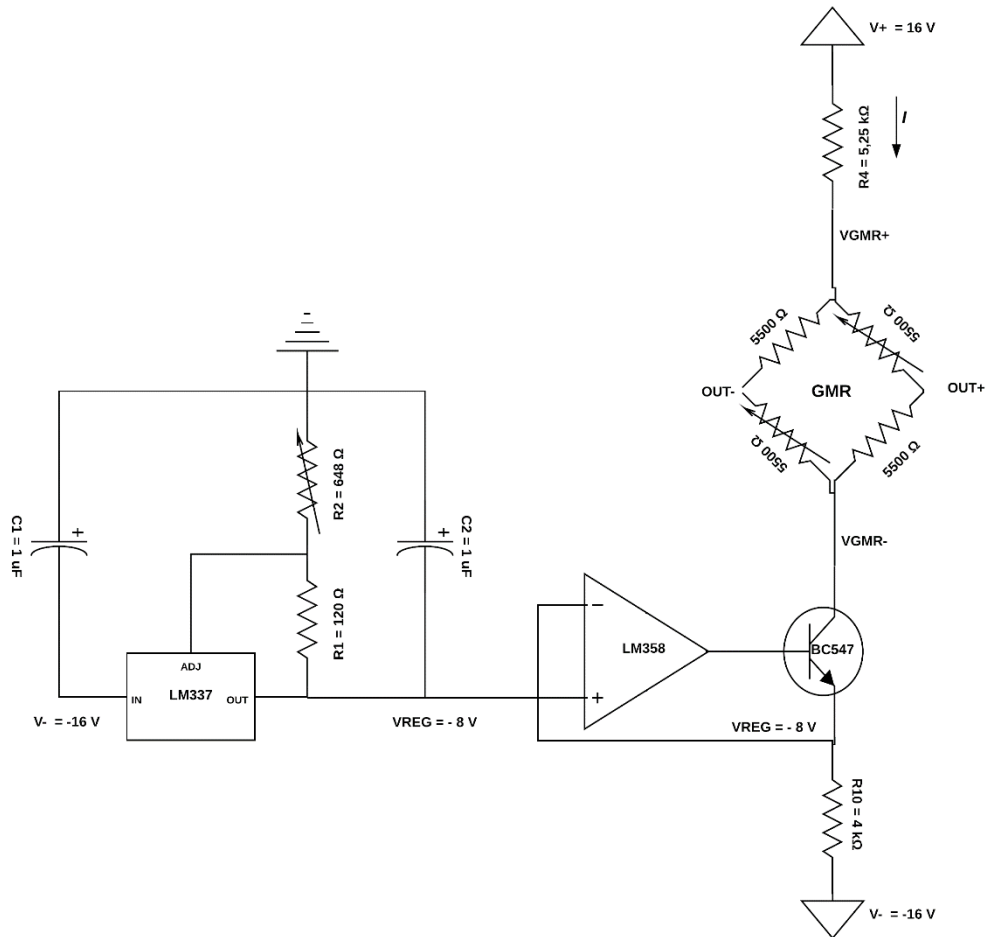 V+ = 16 V
R4 = 5,25 kΩ
I
VGMR+
5500 Ω
5500 Ω
OUT-
GMR
OUT+
5500 Ω
5500 Ω
VGMR-
R2 = 648 Ω
C1 = 1 uF
+
C2 = 1 uF
+
R1 = 120 Ω
ADJ
LM337
IN
OUT
V- = -16 V
VREG = - 8 V
−
LM358
+
BC547
VREG = - 8 V
R10 = 4 kΩ
V- = -16 V